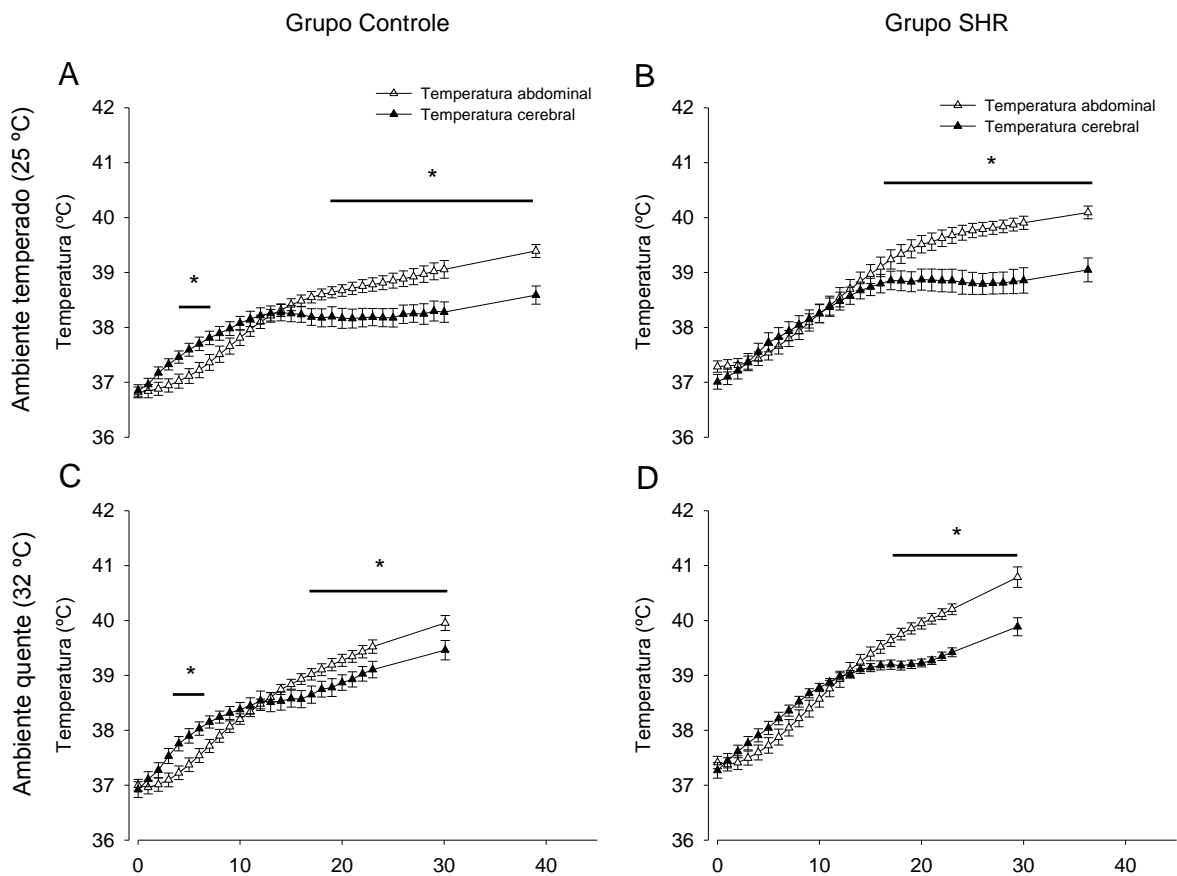 Grupo Controle
Grupo SHR
Ambiente temperado (25 ºC)
A
Temperatura abdominal
Temperatura cerebral
Temperatura (ºC)
42
41
40
39
38
37
36
*
*
B
Temperatura abdominal
Temperatura cerebral
Temperatura (ºC)
42
41
40
39
38
37
36
*
Ambiente quente (32 ºC)
C
Temperatura (ºC)
42
41
40
39
38
37
36
*
*
0 10 20 30 40
D
Temperatura (ºC)
42
41
40
39
38
37
36
*
0 10 20 30 40